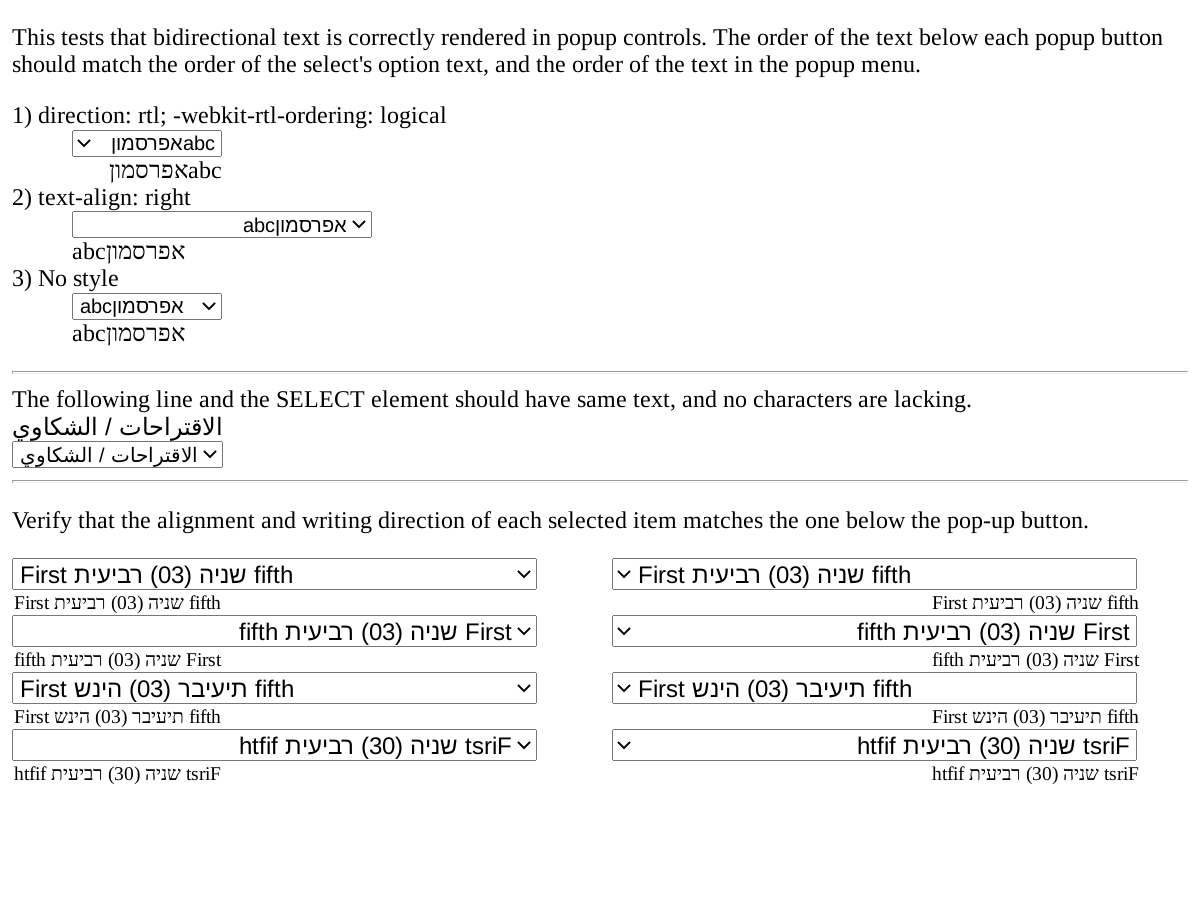 This tests that bidirectional text is correctly rendered in popup controls. The order of the text below each popup button
should match the order of the select's option text, and the order of the text in the popup menu.
1) direction: rtl; -webkit-rtl-ordering: logical
abcאפרסמון
abcאפרסמון
2) text-align: right
abcאפרסמון
abcאפרסמון
3) No style
abcאפרסמון
abcאפרסמון
The following line and the SELECT element should have same text, and no characters are lacking.
الاقتراحات / الشكاوي
الاقتراحات / الشكاوي
Verify that the alignment and writing direction of each selected item matches the one below the pop-up button.
First שניה (03) רביעית fifth
First שניה (03) רביעית fifth
First שניה (03) רביעית fifth
First שניה (03) רביעית fifth
First שניה (03) רביעית fifth
First שניה (03) רביעית fifth
First שניה (03) רביעית fifth
First שניה (03) רביעית fifth
First תיעיבר (03) הינש fifth
First תיעיבר (03) הינש fifth
First תיעיבר (03) הינש fifth
First תיעיבר (03) הינש fifth
tsriF שניה (30) רביעית htfif
tsriF שניה (30) רביעית htfif
tsriF שניה (30) רביעית htfif
tsriF שניה (30) רביעית htfif